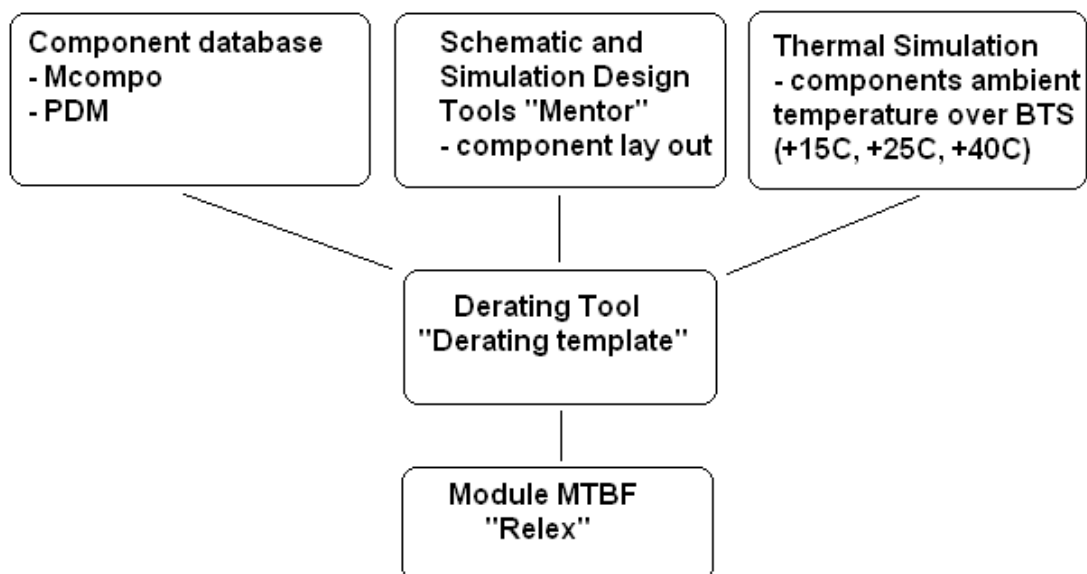 Component database
- Mcompo
- PDM
Schematic and
Simulation Design
Tools "Mentor"
- component lay out
Thermal Simulation
- components ambient
temperature over BTS
(+15C, +25C, +40C)
Derating Tool
"Derating template"
Module MTBF
"Relex"